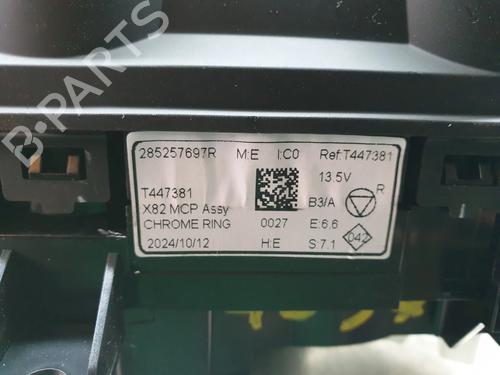 285257697R M:E I:C0 Ref:T447381
T447381 13.5V
X82 MCP Assy B3/A R
CHROME RING 0027 E:6.6
2024/10/12 H:E S:7.1 042
B-PARTS